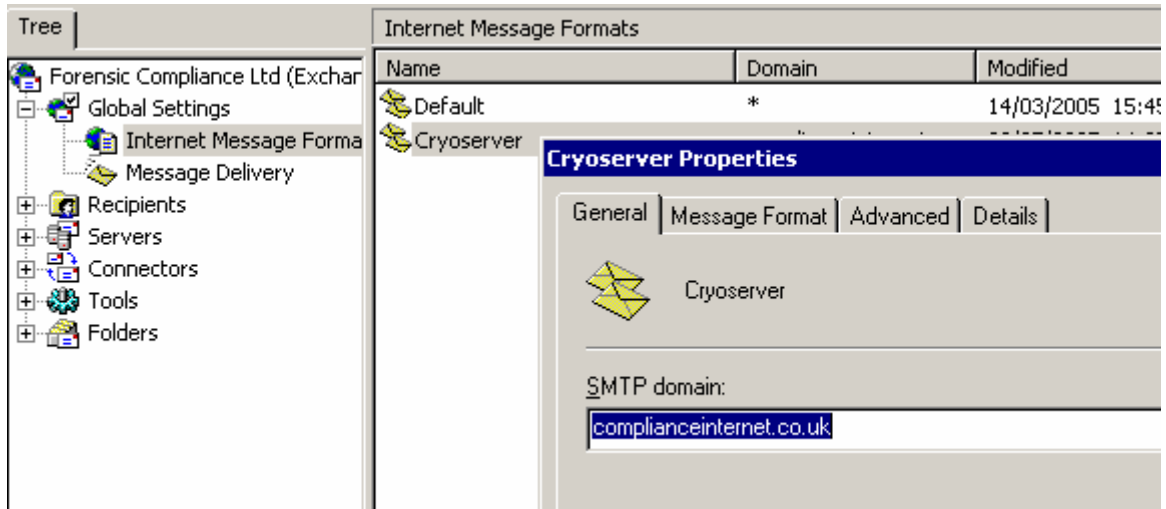 Tree
Internet Message Formats
Forensic Compliance Ltd (Exchar
Global Settings
Internet Message Forma
Message Delivery
Recipients
Servers
Connectors
Tools
Folders
Name Domain Modified
Default * 14/03/2005 15:45
Cryoserver
Cryoserver Properties
General Message Format Advanced Details
Cryoserver
SMTP domain:
complianceinternet.co.uk